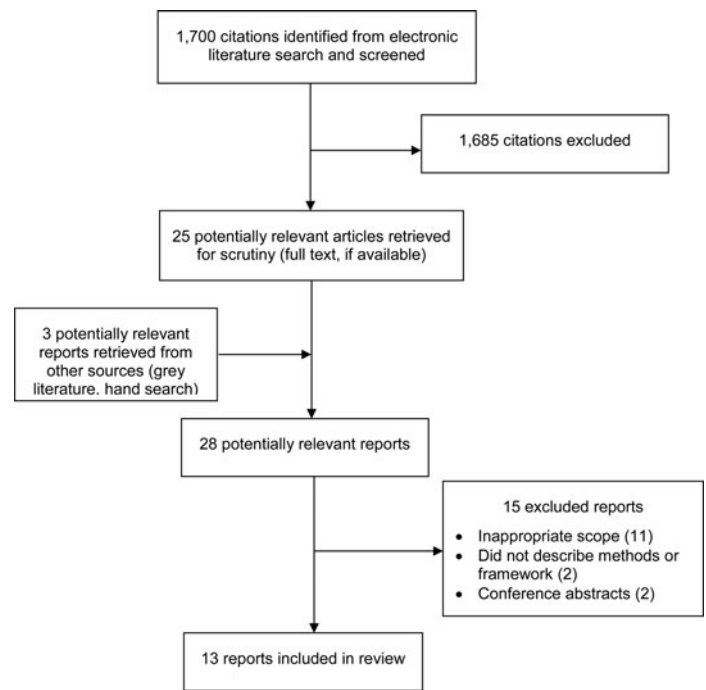 1,700 citations identified from electronic
literature search and screened
1,685 citations excluded
25 potentially relevant articles retrieved
for scrutiny (full text, if available)
3 potentially relevant
reports retrieved from
other sources (grey
literature, hand search)
28 potentially relevant reports
15 excluded reports
• Inappropriate scope (11)
• Did not describe methods or
framework (2)
• Conference abstracts (2)
13 reports included in review